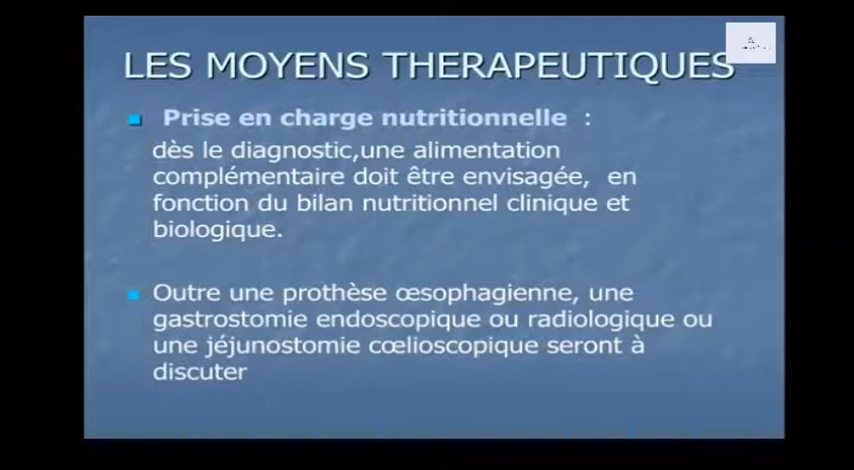 LES MOYENS THERAPEUTIQUES
Prise en charge nutritionnelle :
dès le diagnostic,une alimentation
complémentaire doit être envisagée, en
fonction du bilan nutritionnel clinique et
biologique.
Outre une prothèse œsophagienne, une
gastrostomie endoscopique ou radiologique ou
une jéjunostomie cœlioscopique seront à
discuter